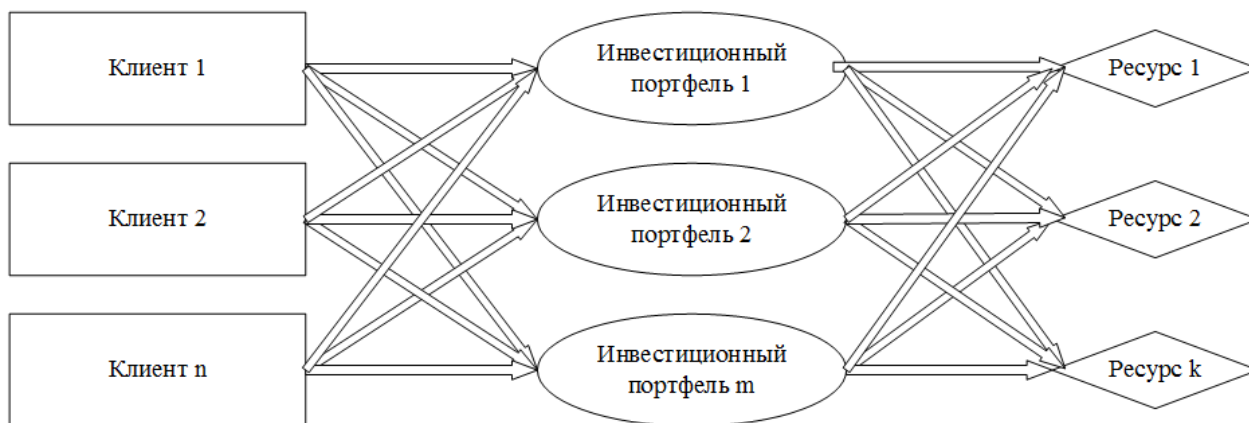 Клиент 1
Инвестиционный
портфель 1
Ресурс 1
Клиент 2
Инвестиционный
портфель 2
Ресурс 2
Клиент n
Инвестиционный
портфель m
Ресурс k